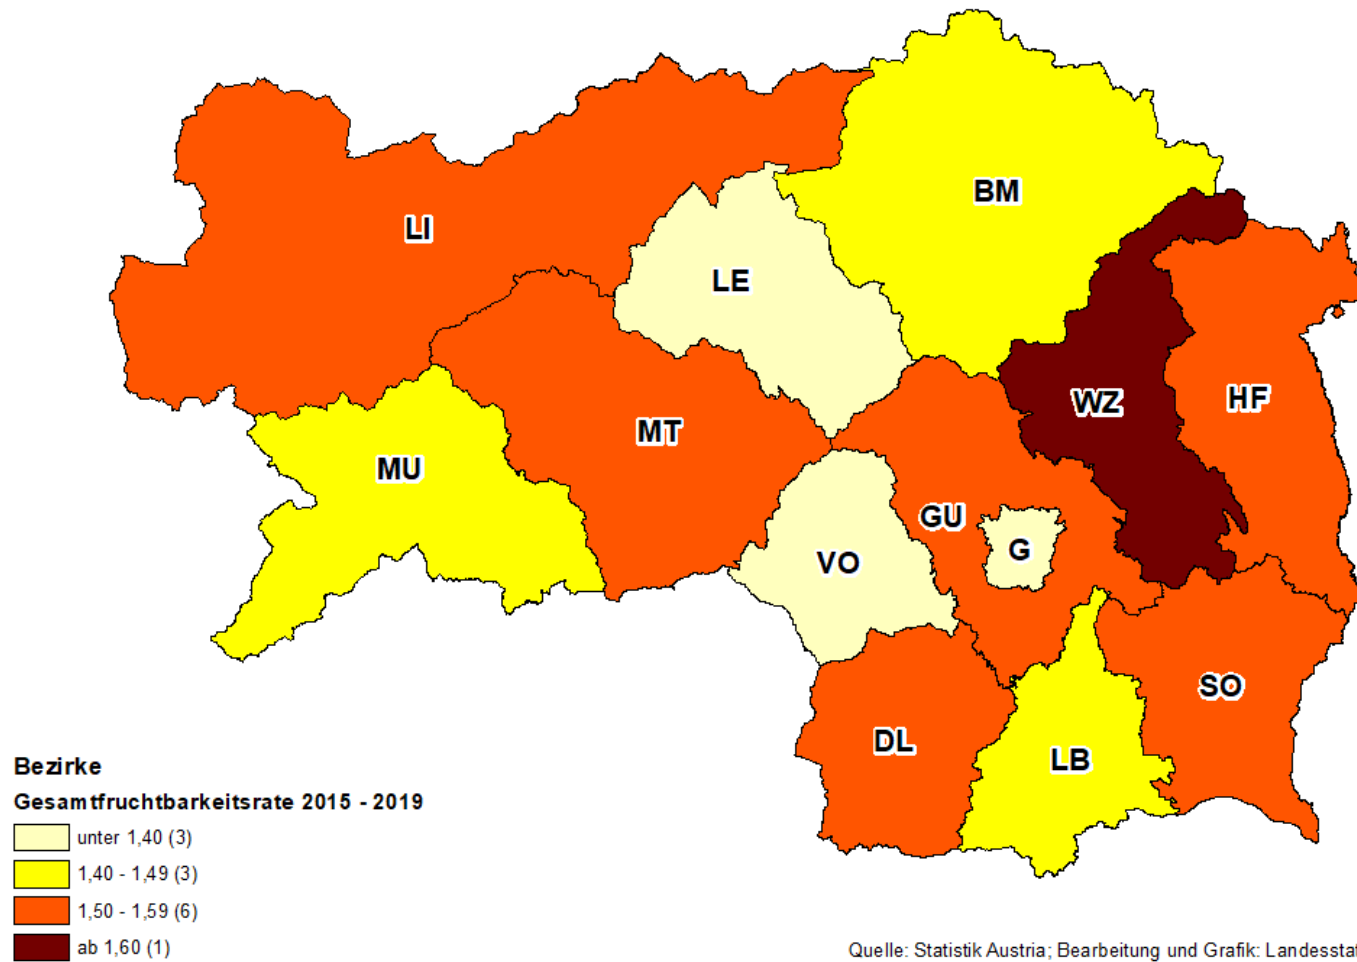 BM
LI
LE
HF
WZ
MT
MU
GU
G
VO
SO
DL
LB
Bezirke
Gesamtfruchtbarkeitsrate 2015 - 2019
unter 1,40 (3)
1,40 - 1,49 (3)
1,50 - 1,59 (6)
ab 1,60 (1)
Quelle: Statistik Austria; Bearbeitung und Grafik: Landesstat